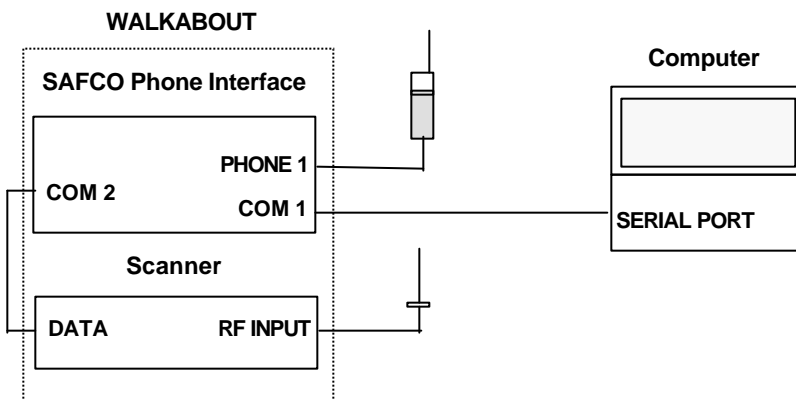 WALKABOUT
SAFCO Phone Interface
Computer
PHONE 1
COM 2
COM 1
SERIAL PORT
Scanner
DATA
RF INPUT